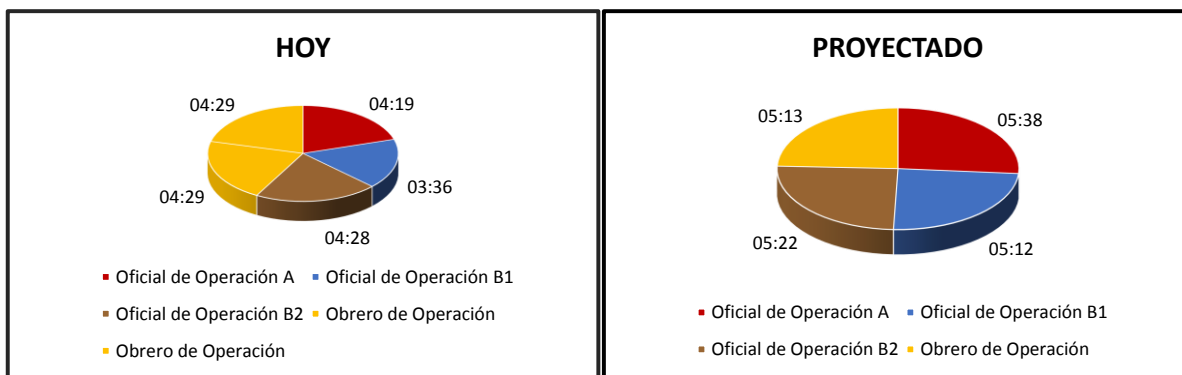 HOY
04:29
04:19
04:29
03:36
04:28
Oficial de Operación A
Oficial de Operación B1
Oficial de Operación B2
Obrero de Operación
Obrero de Operación
PROYECTADO
05:13
05:38
05:22
05:12
Oficial de Operación A
Oficial de Operación B1
Oficial de Operación B2
Obrero de Operación